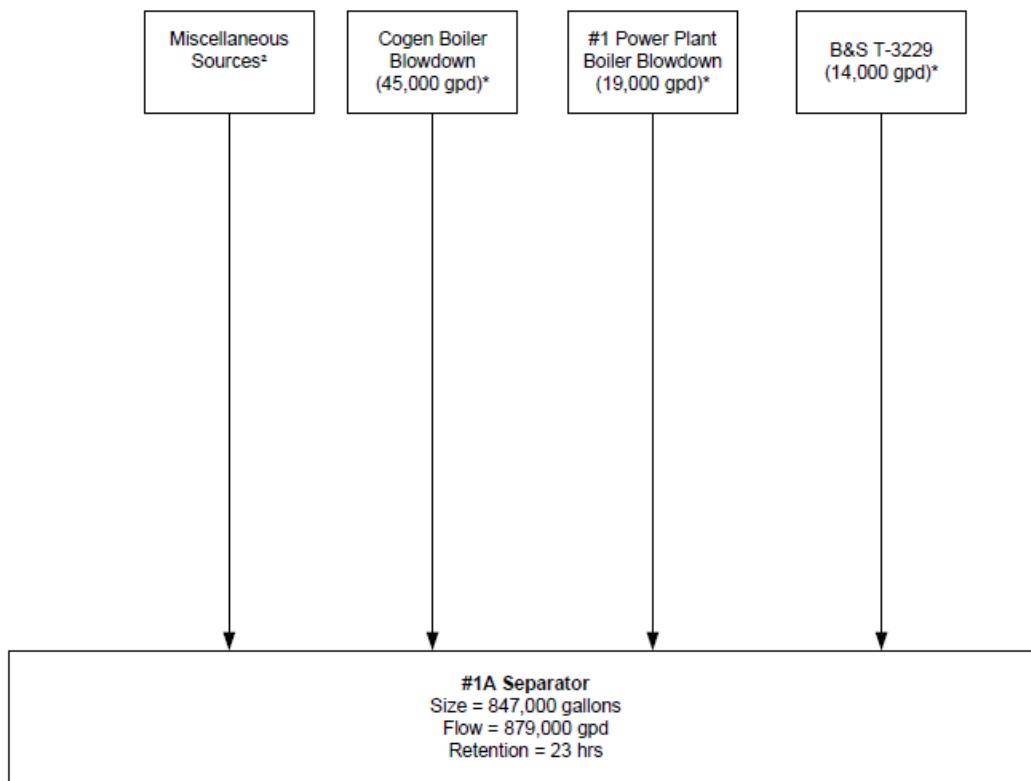 Miscellaneous
Sources²
Cogen Boiler
Blowdown
(45,000 gpd)*
#1 Power Plant
Boiler Blowdown
(19,000 gpd)*
B&S T-3229
(14,000 gpd)*
#1A Separator
Size = 847,000 gallons
Flow = 879,000 gpd
Retention = 23 hrs